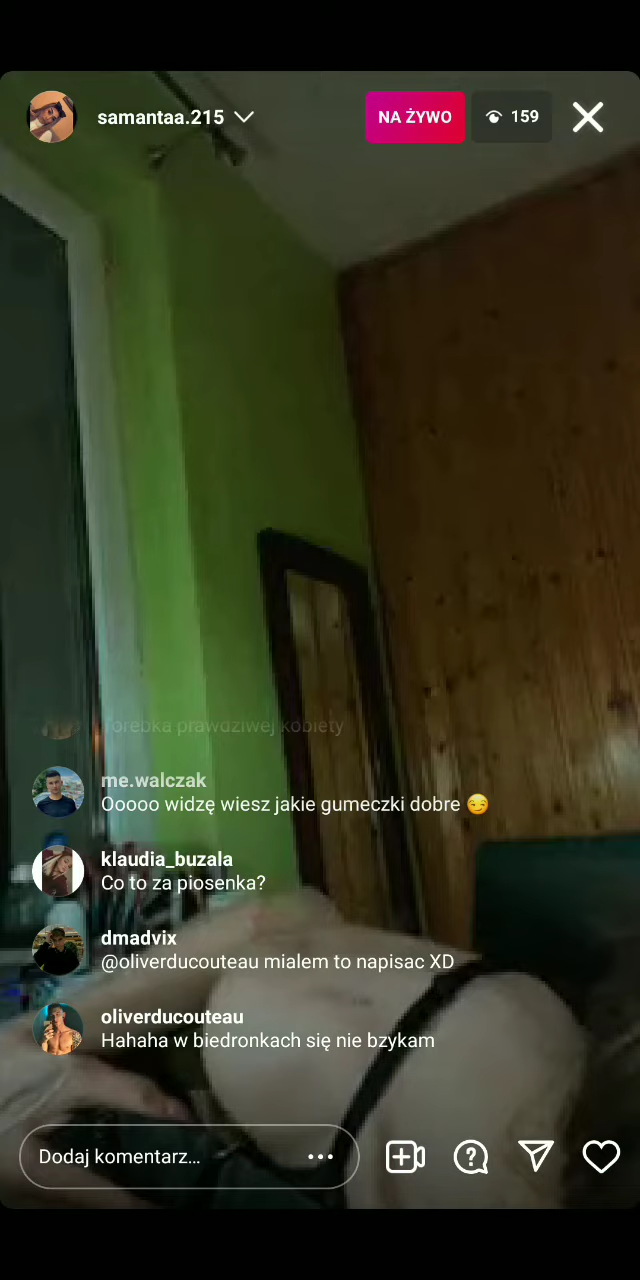 samantaa.215
NA ŻYWO
159
torebka prawdziwej kobiety
me.walczak
Ooooo widzę wiesz jakie gumeczki dobre 😏
klaudia_buzala
Co to za piosenka?
dmadvix
@oliverducouteau mialem to napisac XD
oliverducouteau
Hahaha w biedronkach się nie bzykam
Dodaj komentarz...